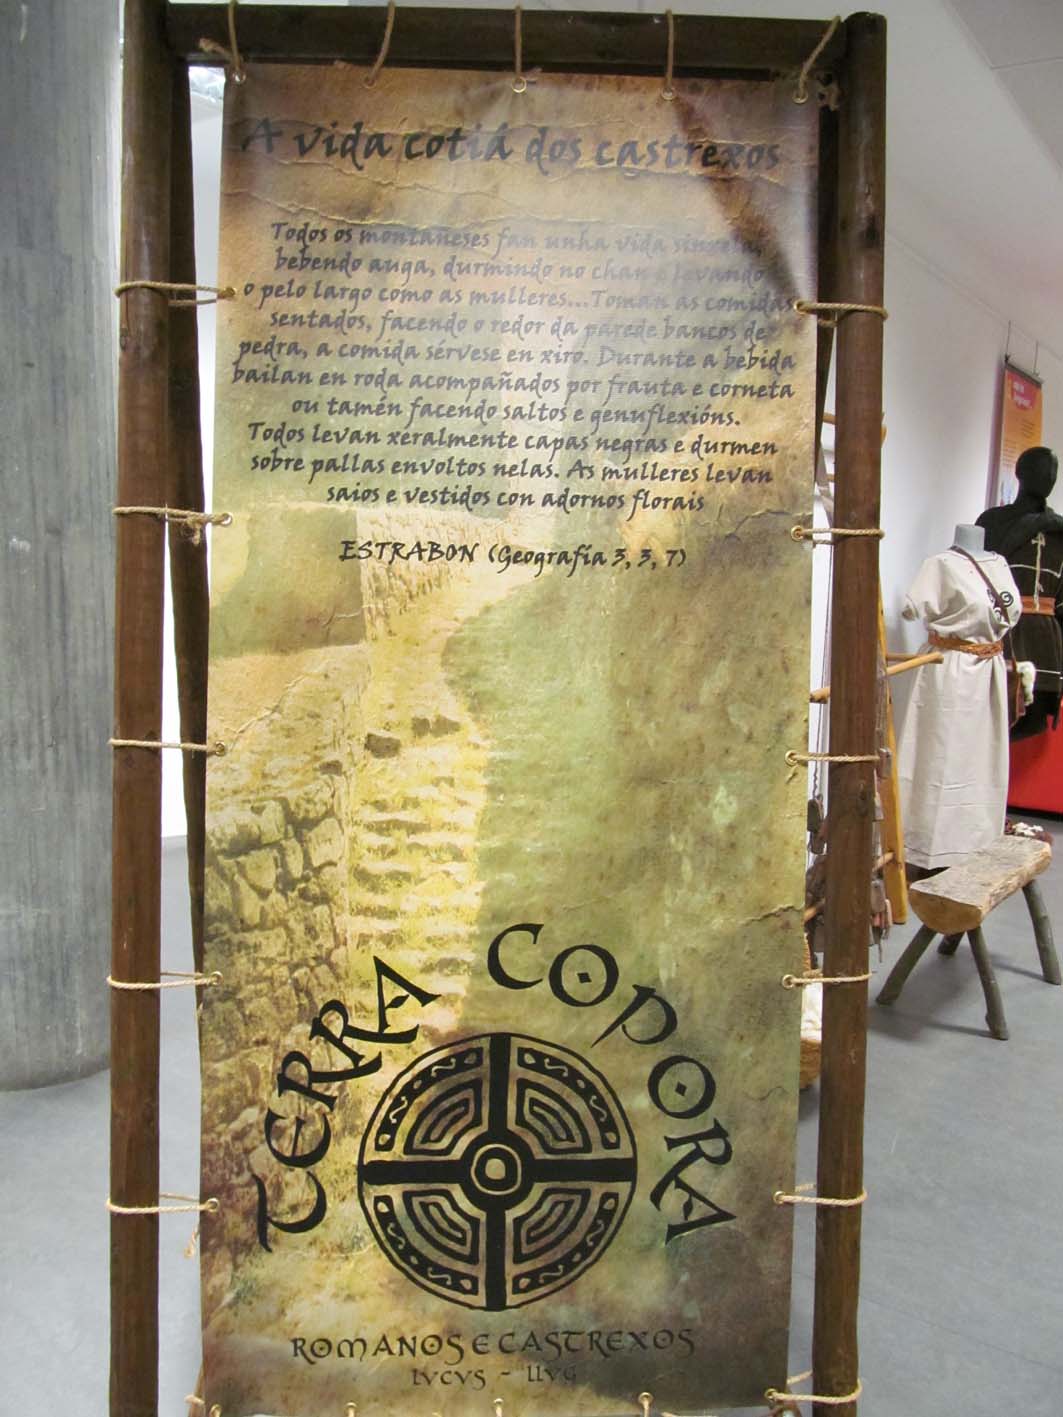 A vida cotiá dos castrexos
Todos os montañeses fan unha vida sinxela,
bebendo auga, durmindo no chan e levando
o pelo largo como as mulleres...Toman as comidas
sentados, facendo o redor da parede bancos de
pedra, a comida sérvese en xiro. Durante a bebida
bailan en roda acompañados por frauta e corneta
ou tamén facendo saltos e genuflexións.
Todos levan xeralmente capas negras e durmen
sobre pallas envoltos nelas. As mulleres levan
saios e vestidos con adornos florais
ESTRABON (Geografía 3, 3, 7)
TERRA COPORA
ROMANOS E CASTREXOS
LVCVS - LLVG